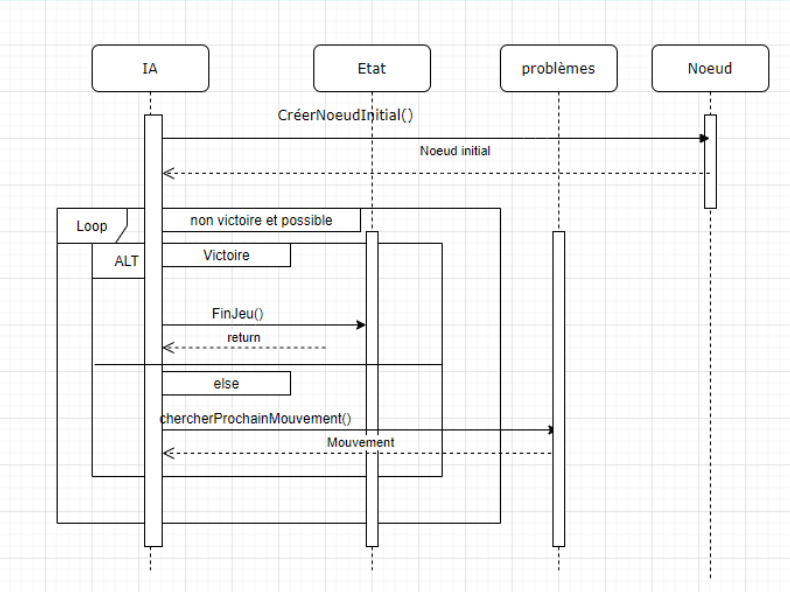 IA
Etat
problèmes
Noeud
CréerNoeudInitial()
Noeud initial
Loop
non victoire et possible
ALT
Victoire
FinJeu()
return
else
chercherProchainMouvement()
Mouvement